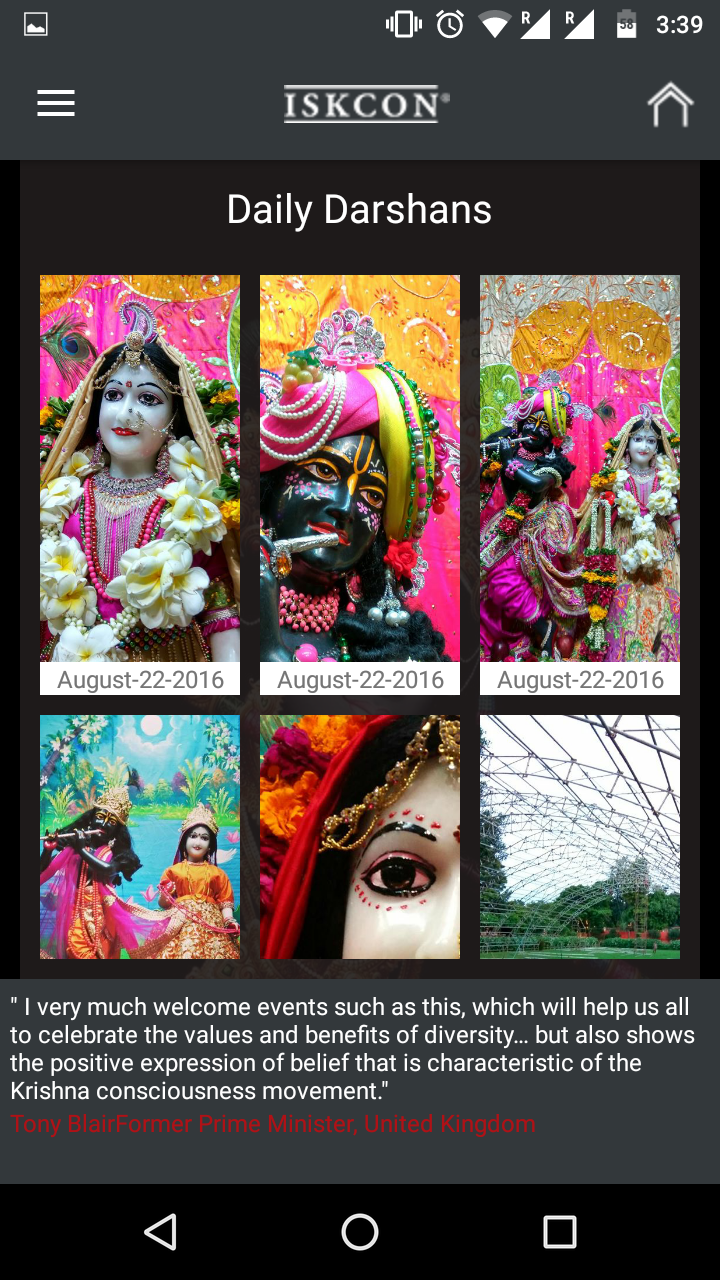 R R 58 3:39
ISKCON®
Daily Darshans
August-22-2016 August-22-2016 August-22-2016
" I very much welcome events such as this, which will help us all
to celebrate the values and benefits of diversity… but also shows
the positive expression of belief that is characteristic of the
Krishna consciousness movement."
Tony BlairFormer Prime Minister, United Kingdom